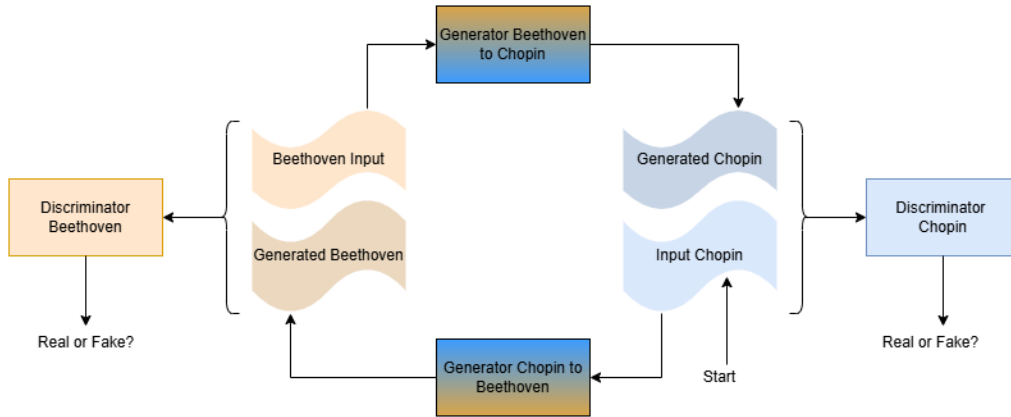 Generator Beethoven
to Chopin
Beethoven Input
Generated Chopin
Discriminator
Beethoven
Discriminator
Chopin
Generated Beethoven
Input Chopin
Real or Fake?
Real or Fake?
Generator Chopin to
Beethoven
Start